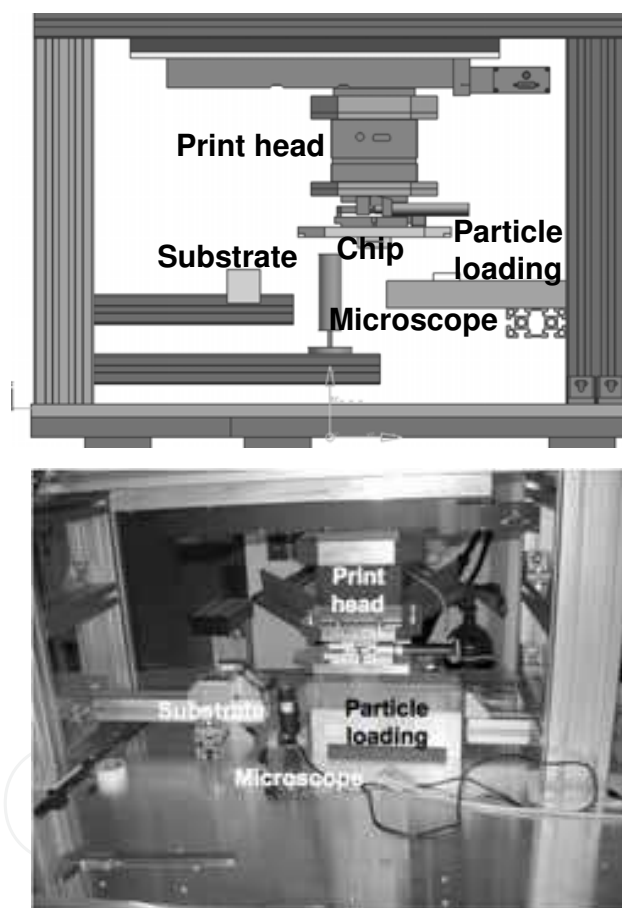 Print head
Substrate
Chip
Particle
loading
Microscope
Print
head
Substrate
Particle
loading
Microscope